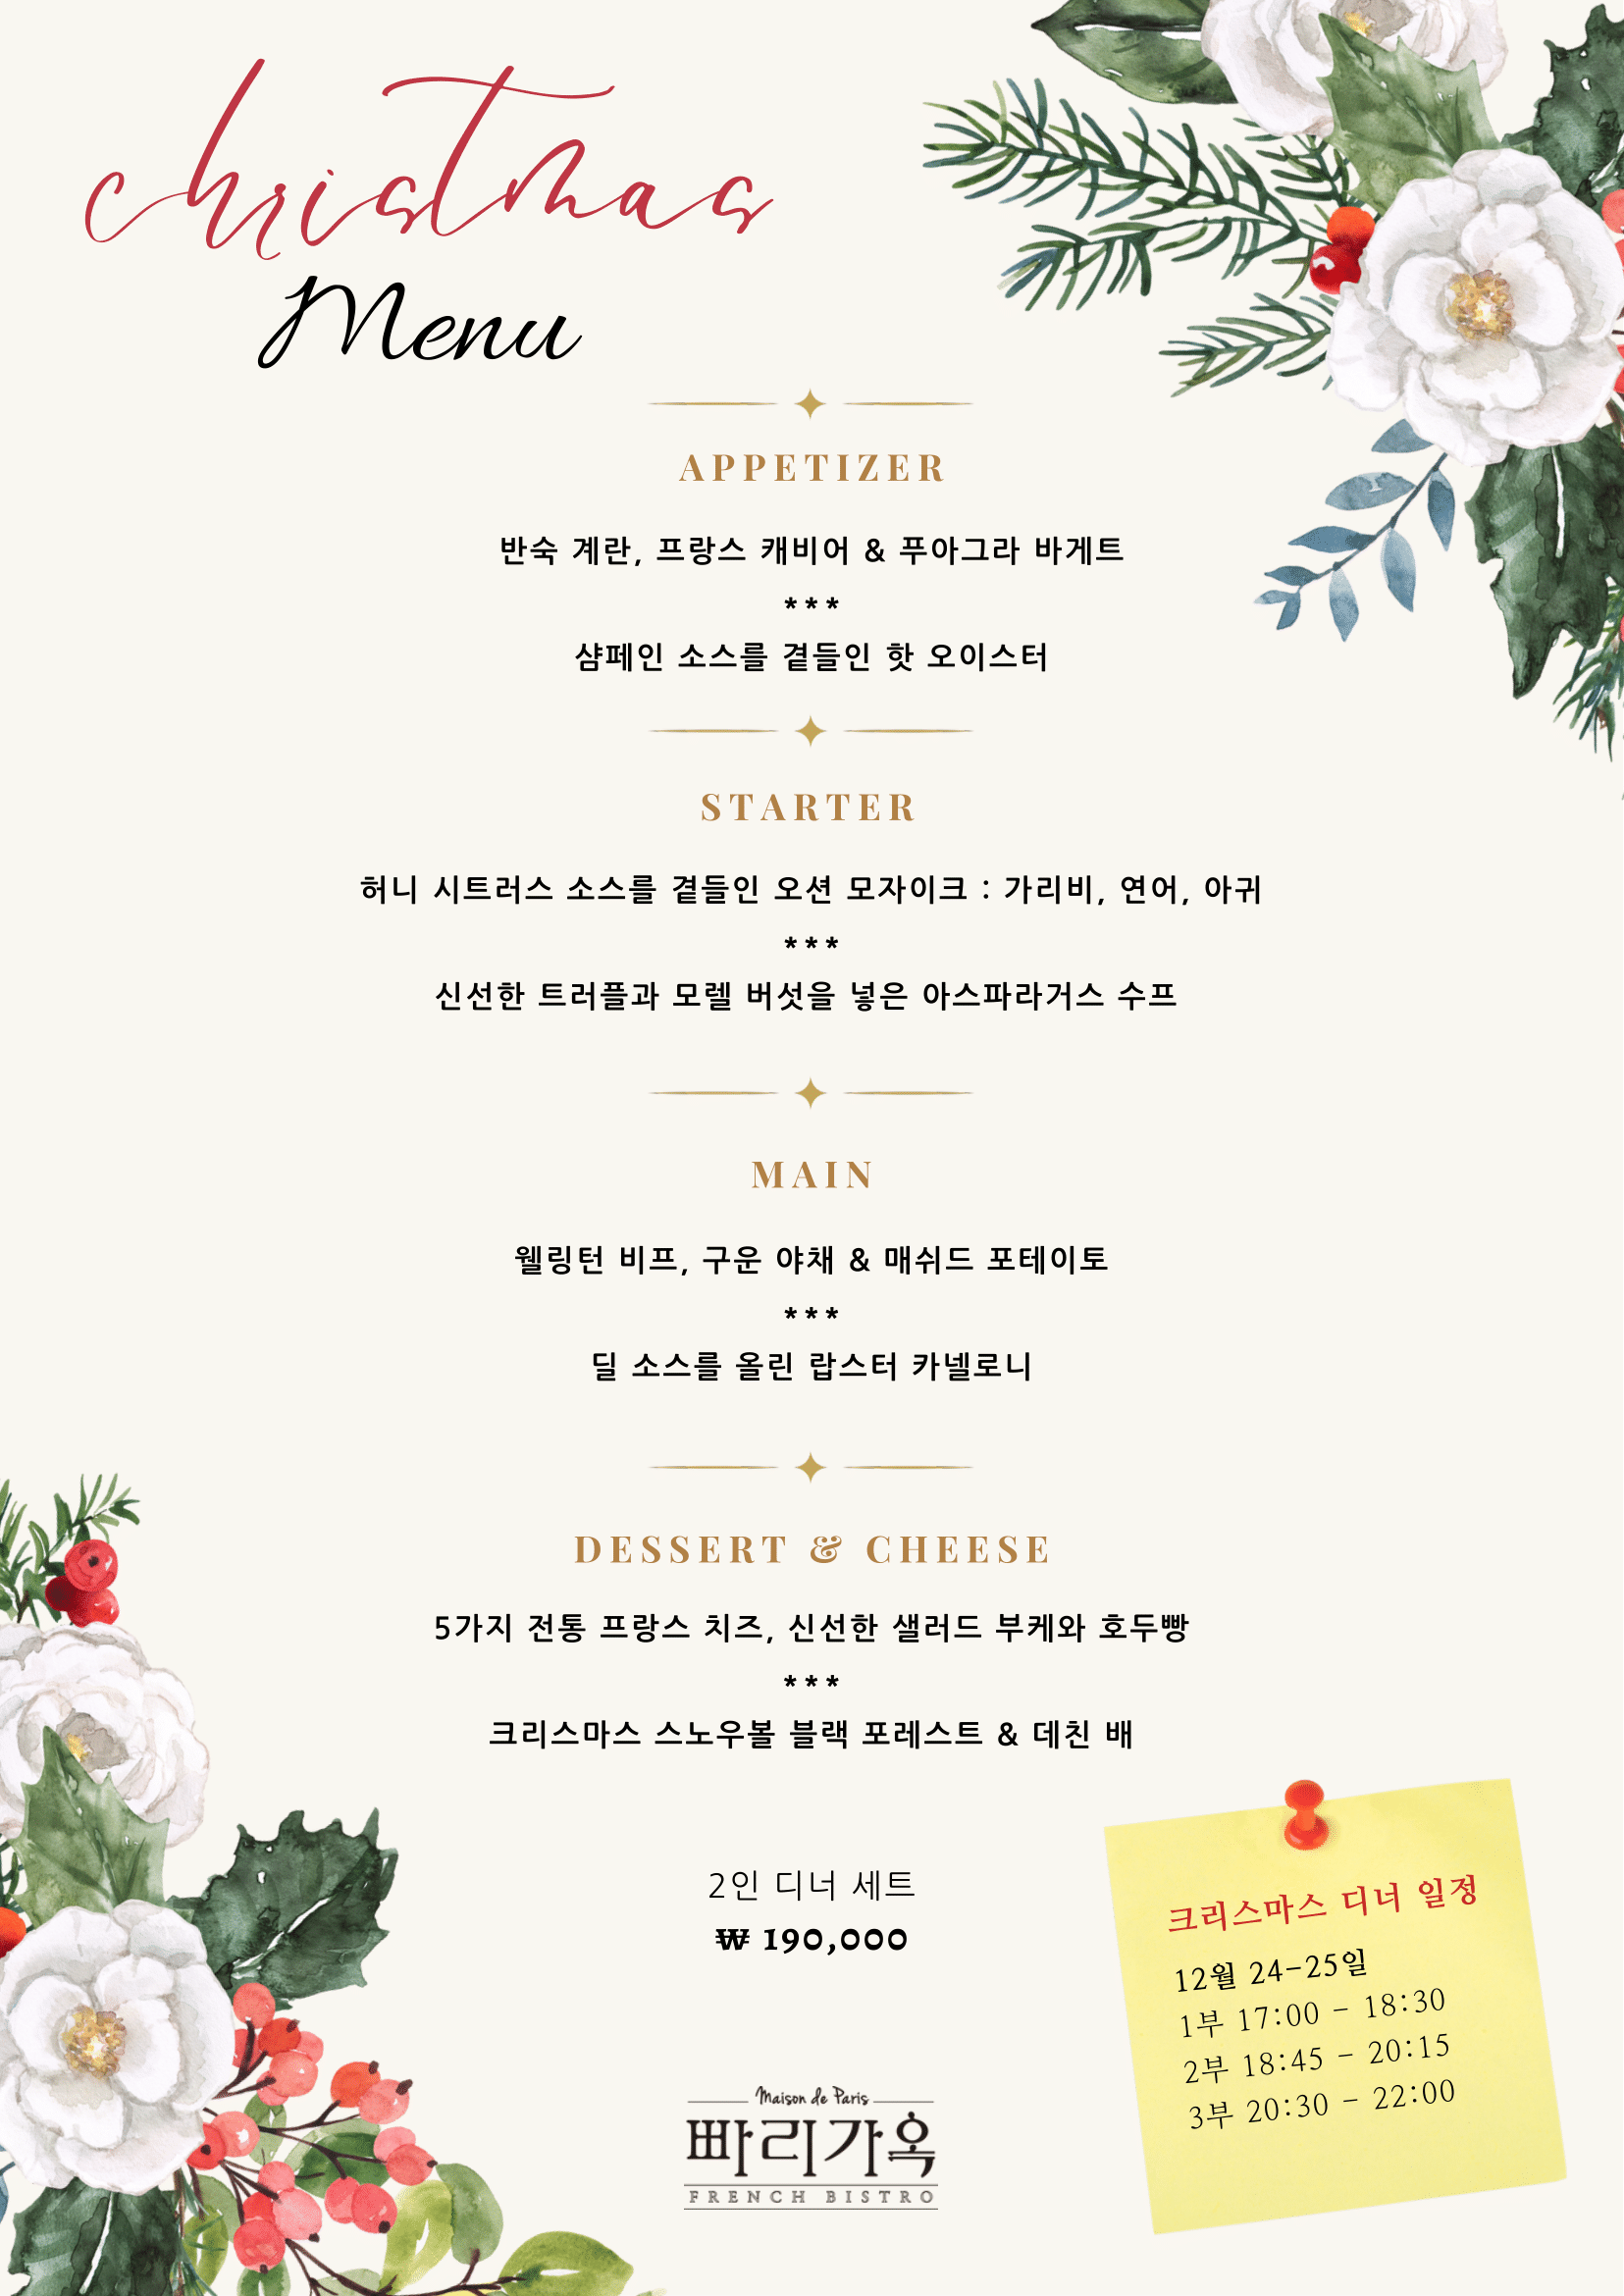 christmas
Menu
APPETIZER
반숙 계란, 프랑스 캐비어 & 푸아그라 바게트
***
샴페인 소스를 곁들인 핫 오이스터
STARTER
허니 시트러스 소스를 곁들인 오션 모자이크 : 가리비, 연어, 아귀
***
신선한 트러플과 모렐 버섯을 넣은 아스파라거스 수프
MAIN
웰링턴 비프, 구운 야채 & 매쉬드 포테이토
***
딜 소스를 올린 랍스터 카넬로니
DESSERT & CHEESE
5가지 전통 프랑스 치즈, 신선한 샐러드 부케와 호두빵
***
크리스마스 스노우볼 블랙 포레스트 & 데친 배
2인 디너 세트
₩ 190,000
크리스마스 디너 일정
12월 24-25일
1부 17:00 - 18:30
2부 18:45 - 20:15
3부 20:30 - 22:00
Maison de Paris
빠리가옥
FRENCH BISTRO